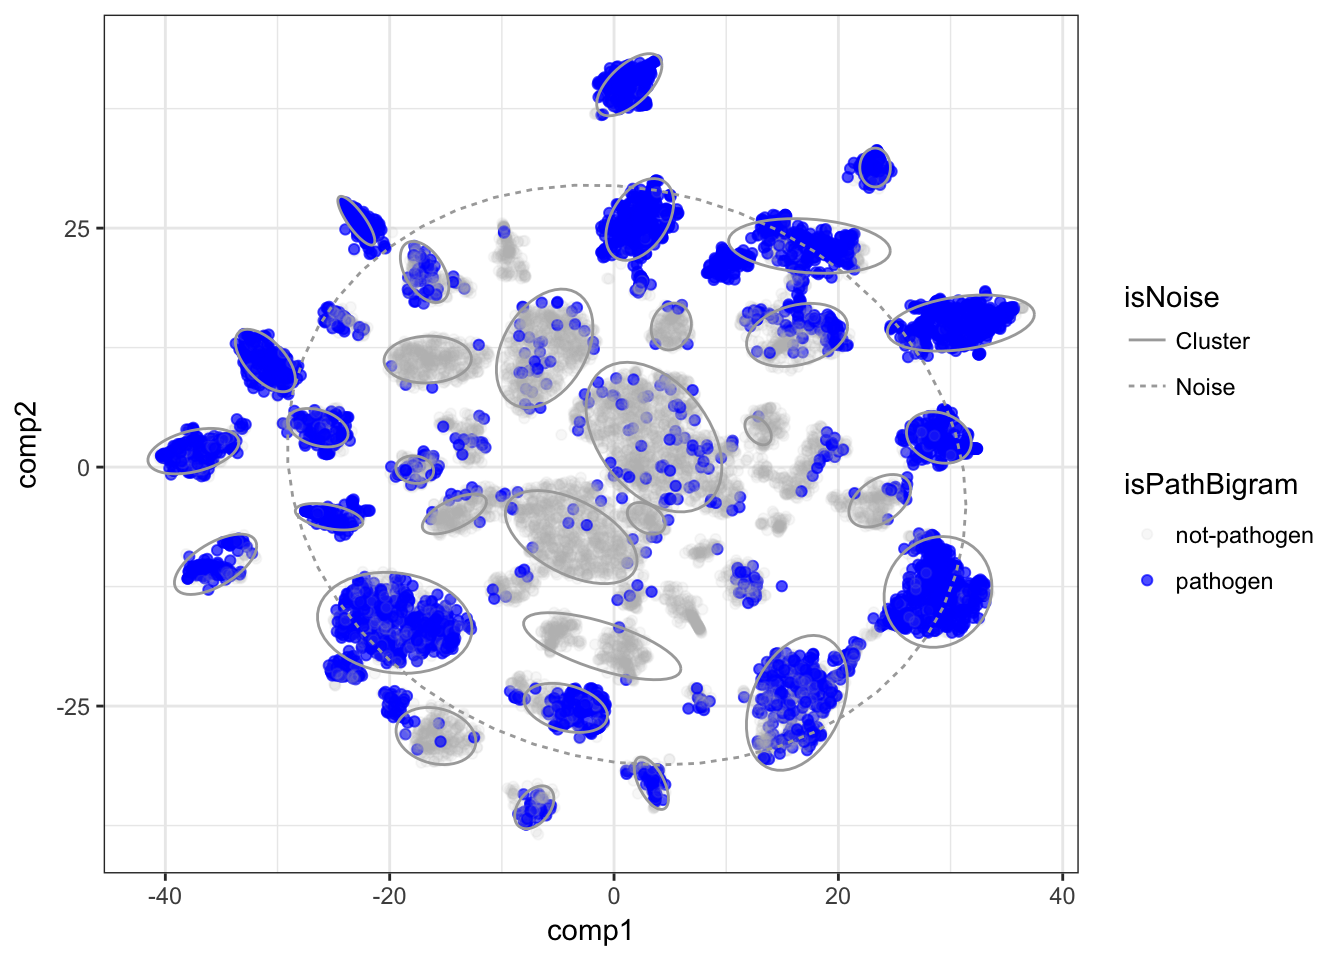 25
0
-25
comp2
-40
-20
0
20
40
comp1
isNoise
Cluster
Noise
isPathBigram
not-pathogen
pathogen